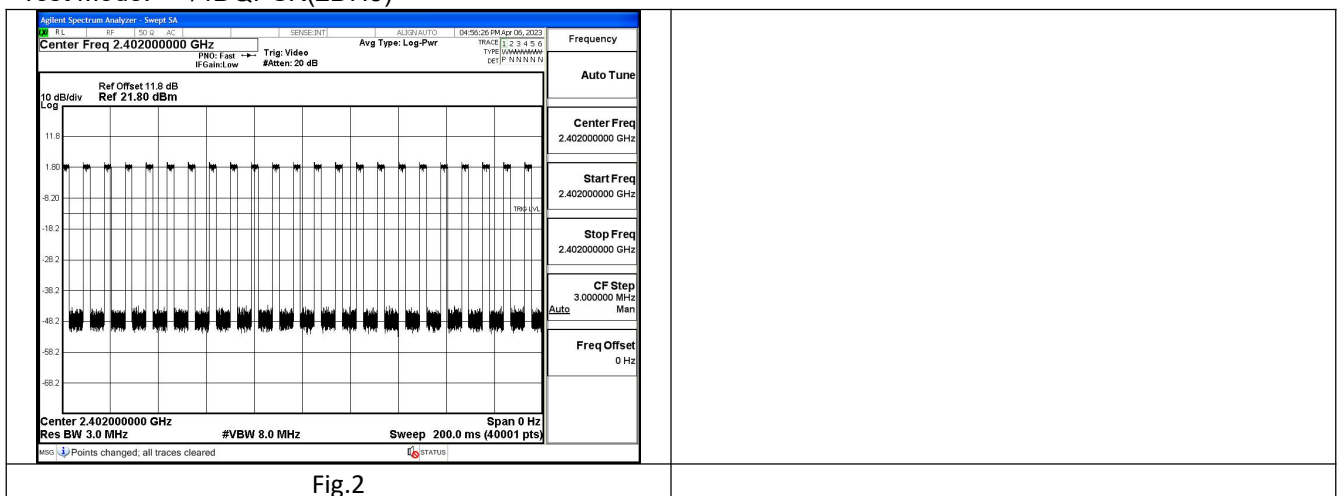 Agilent Spectrum Analyzer - Swept SA
RL RF 50 Ω AC SENSE:INT ALIGNAUTO 04:56:26 PM Apr 06, 2023
Center Freq 2.402000000 GHz
PNO: Fast
IFGain:Low
Trig: Video
#Atten: 20 dB
Avg Type: Log-Pwr
TRACE 1 2 3 4 5 6
TYPE
DET P N N N N N
Ref Offset 11.8 dB
10 dB/div Ref 21.80 dBm
Log
11.8
1.80
-8.20
TRIG LVL
-18.2
-28.2
-38.2
-48.2
-58.2
-68.2
Center 2.402000000 GHz Span 0 Hz
Res BW 3.0 MHz #VBW 8.0 MHz Sweep 200.0 ms (40001 pts)
MSG Points changed; all traces cleared STATUS
Frequency
Auto Tune
Center Freq
2.402000000 GHz
Start Freq
2.402000000 GHz
Stop Freq
2.402000000 GHz
CF Step
3.000000 MHz
Auto Man
Freq Offset
0 Hz
Fig.2